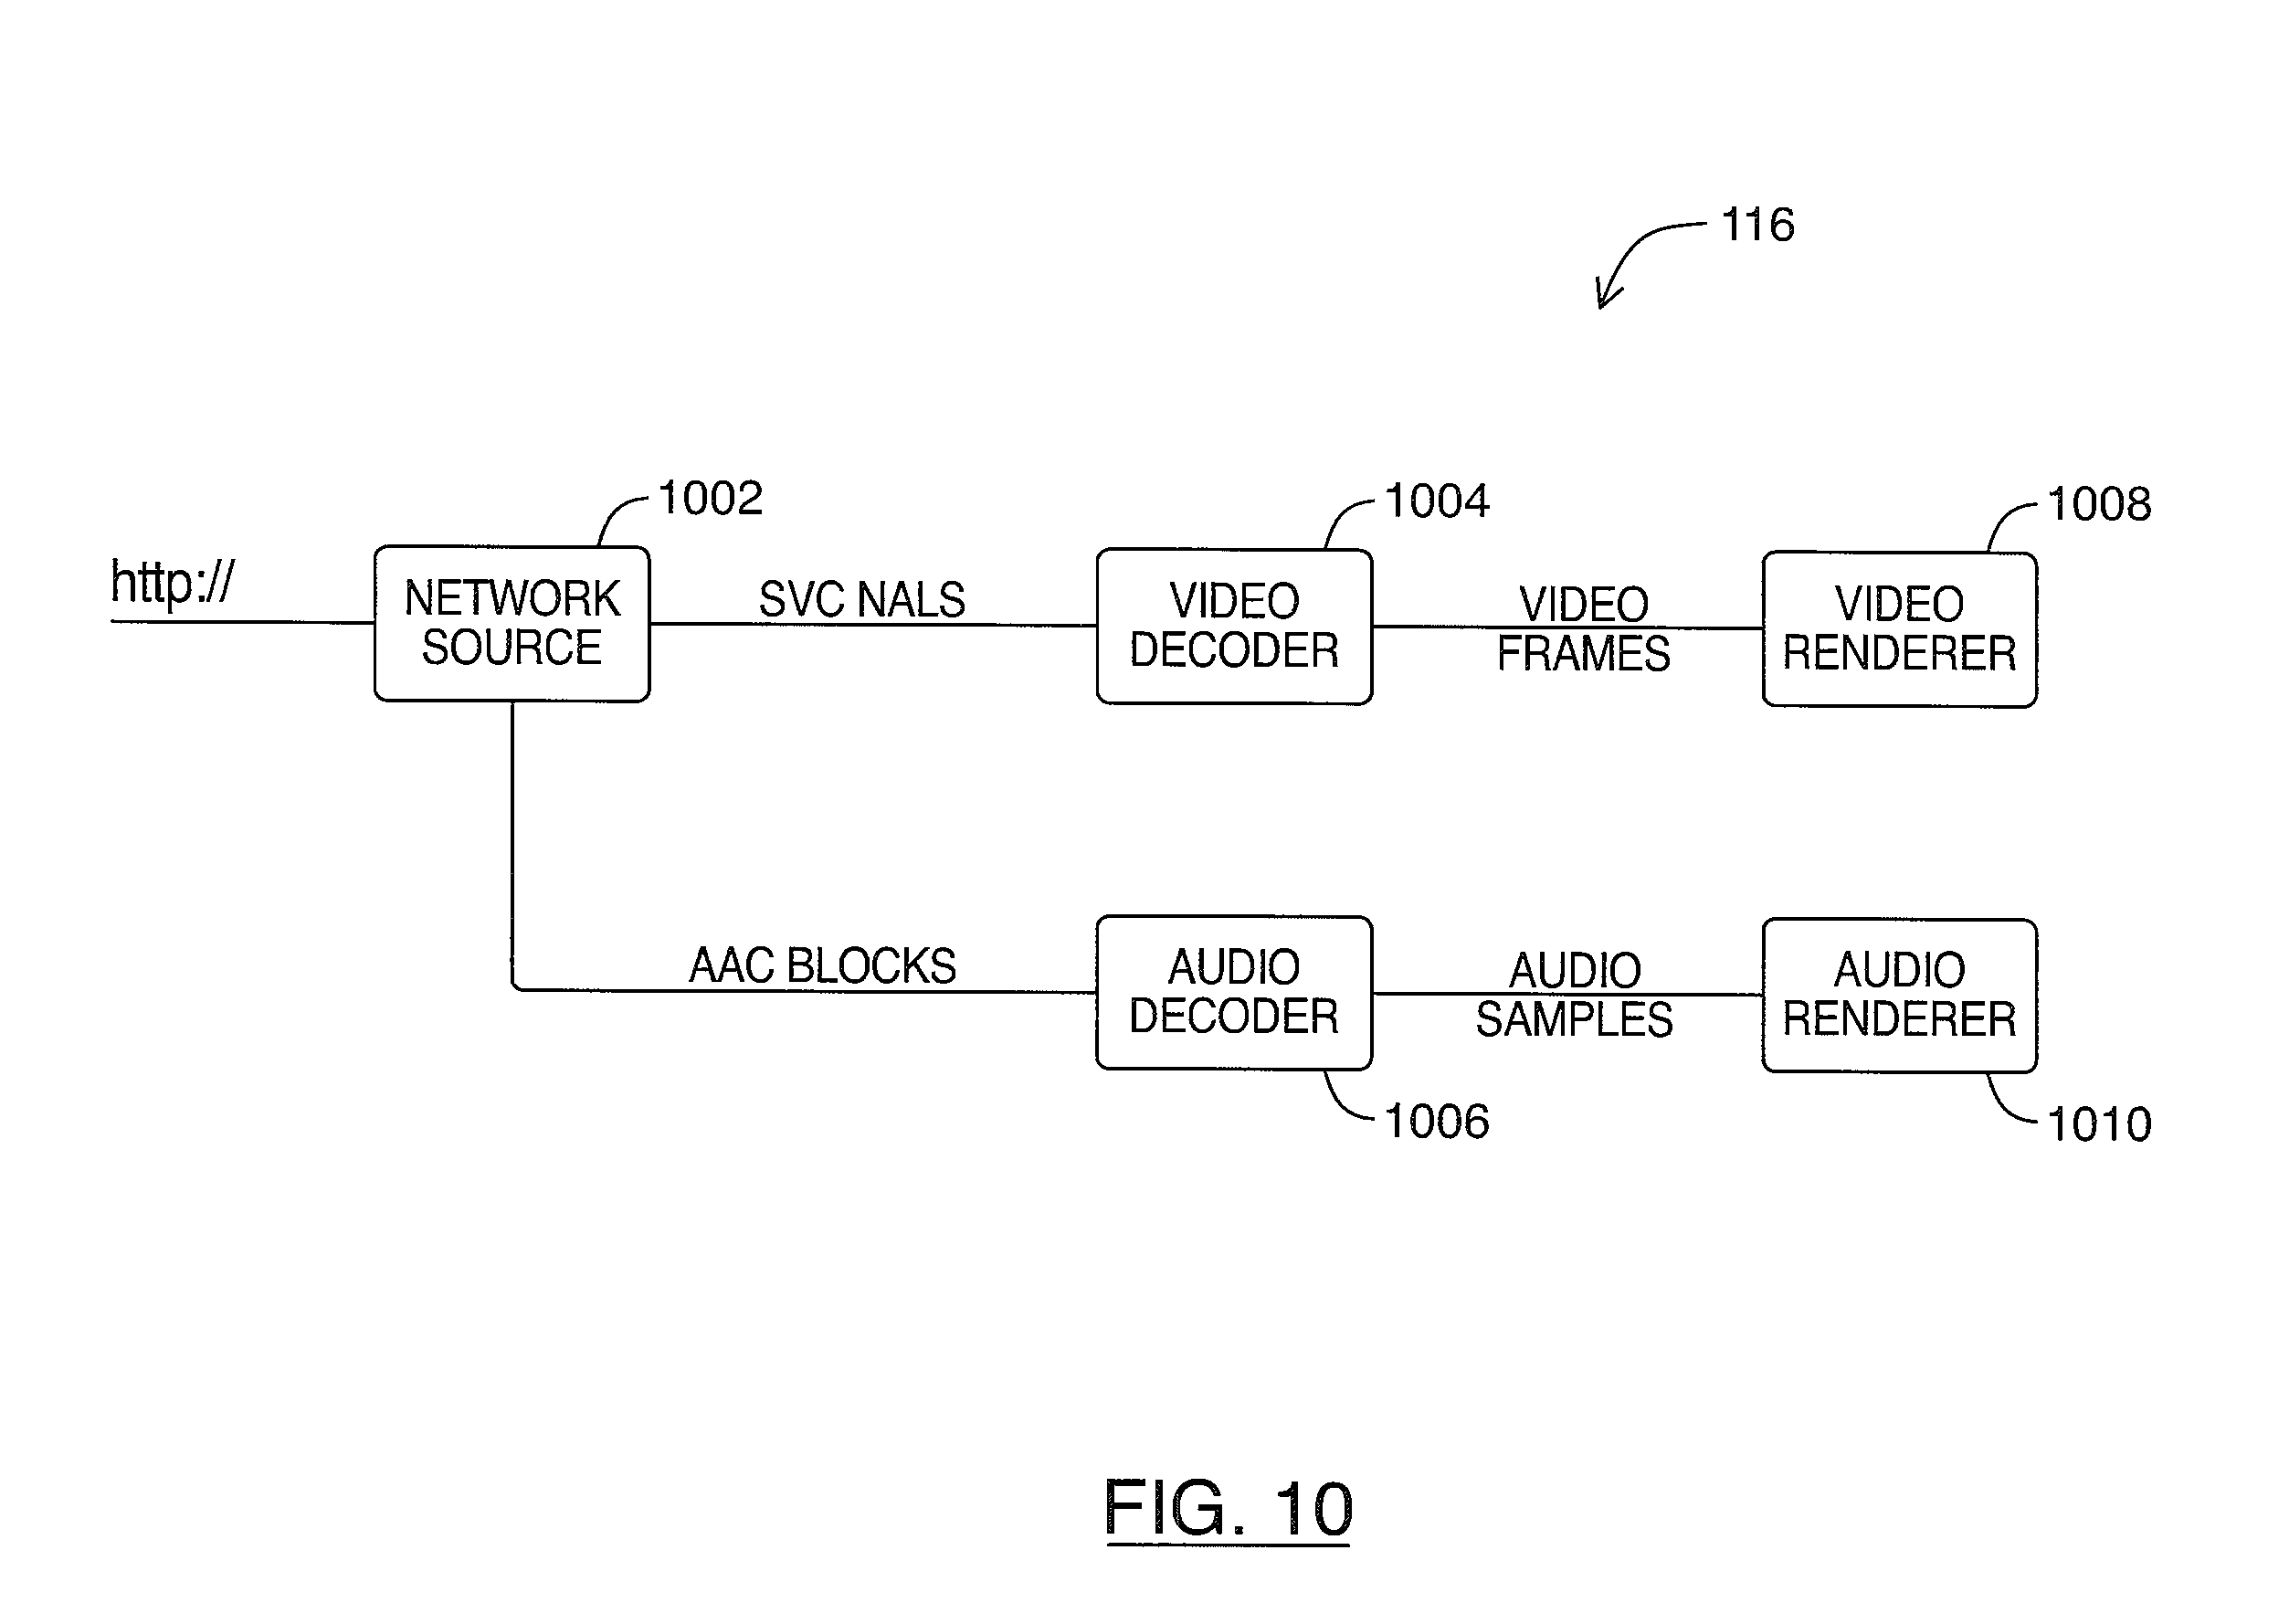 116
1002
1004
1008
http://
NETWORK
SOURCE
SVC NALS
VIDEO
DECODER
VIDEO
FRAMES
VIDEO
RENDERER
AAC BLOCKS
AUDIO
DECODER
AUDIO
SAMPLES
AUDIO
RENDERER
1006
1010
FIG. 10